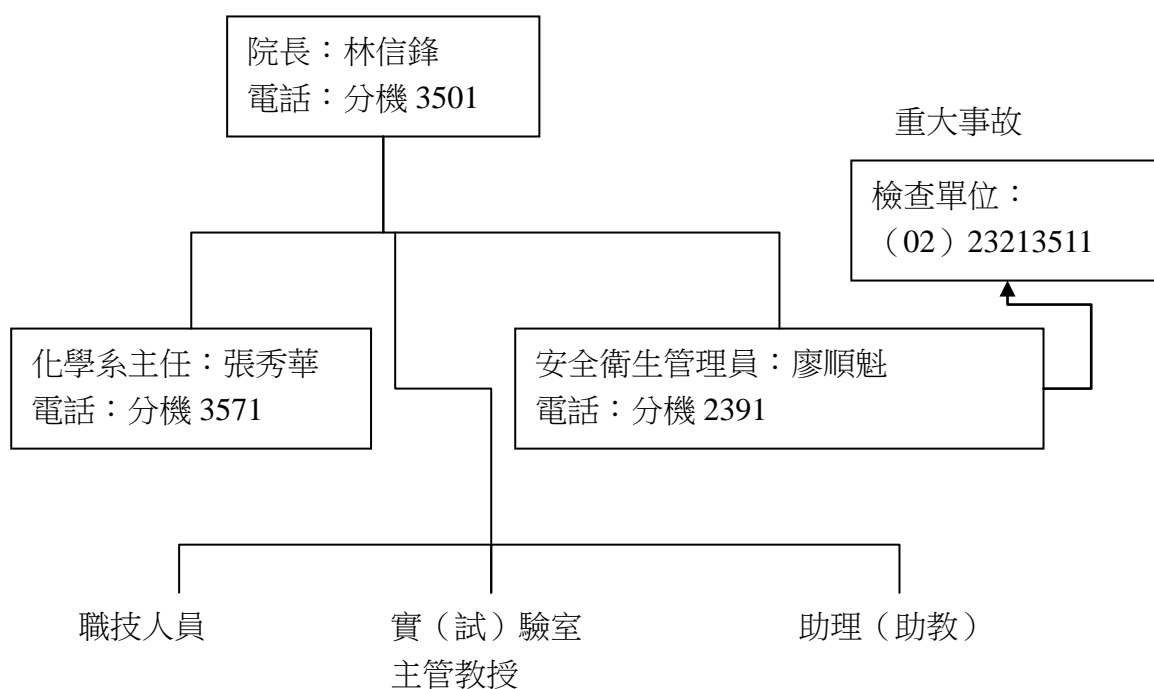 院長：林信鋒
電話：分機 3501
重大事故
檢查單位：
（02）23213511
化學系主任：張秀華
電話：分機 3571
安全衛生管理員：廖順魁
電話：分機 2391
職技人員
實（試）驗室
主管教授
助理（助教）